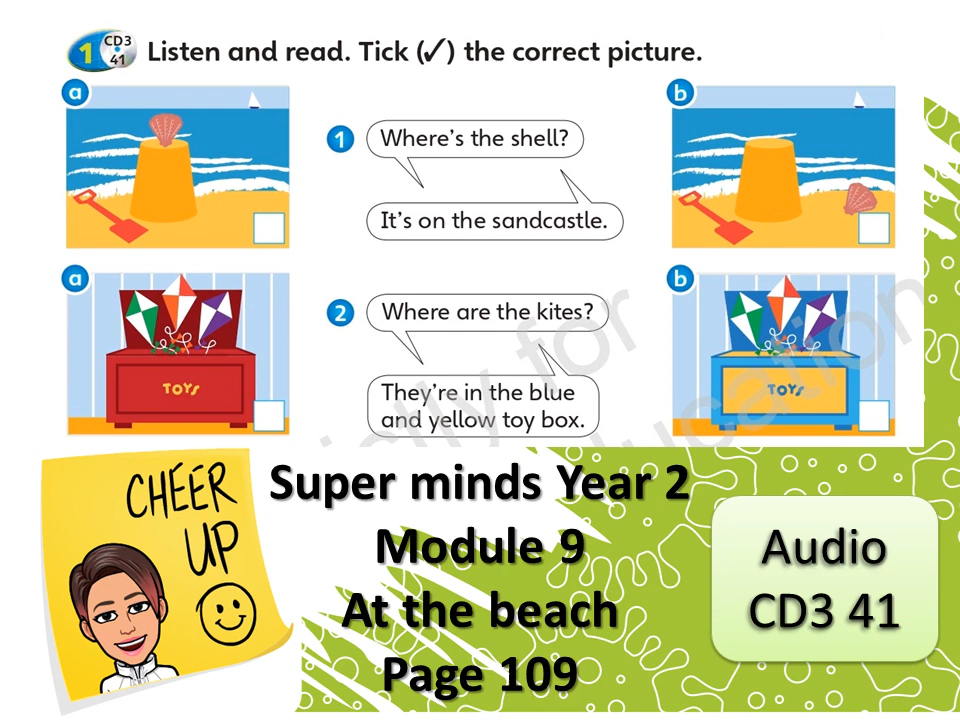 1 CD3 41 Listen and read. Tick (✓) the correct picture.
a
b
1 Where's the shell?
It's on the sandcastle.
a
b
2 Where are the kites?
They're in the blue
and yellow toy box.
TOYS
TOYS
for
education
CHEER
UP
Super minds Year 2
Module 9
At the beach
Page 109
Audio
CD3 41